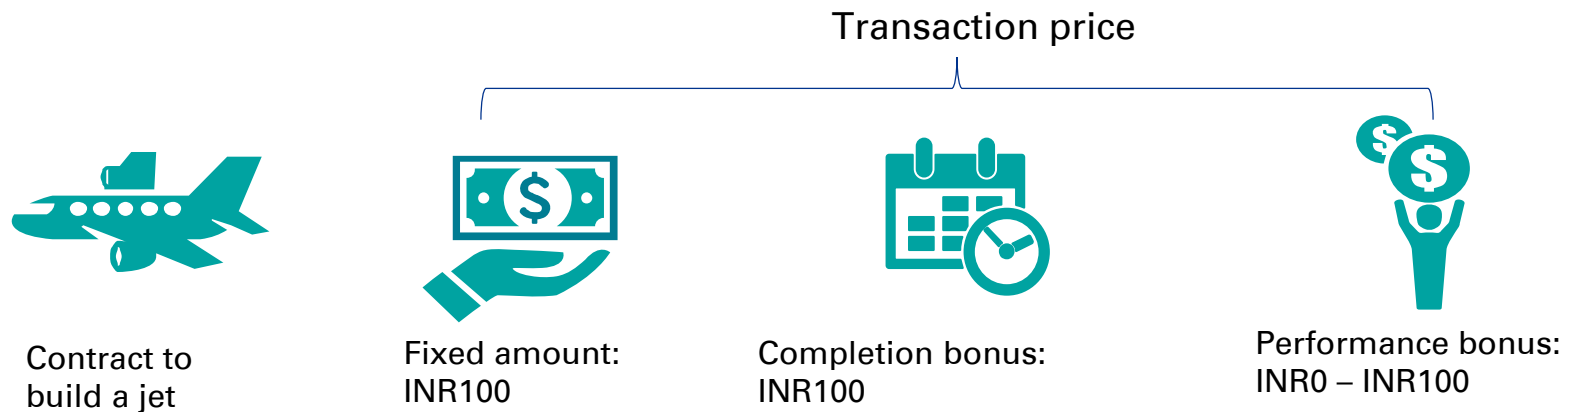 Transaction price
Contract to
build a jet
Fixed amount:
INR100
Completion bonus:
INR100
Performance bonus:
INR0 – INR100
$
$
$